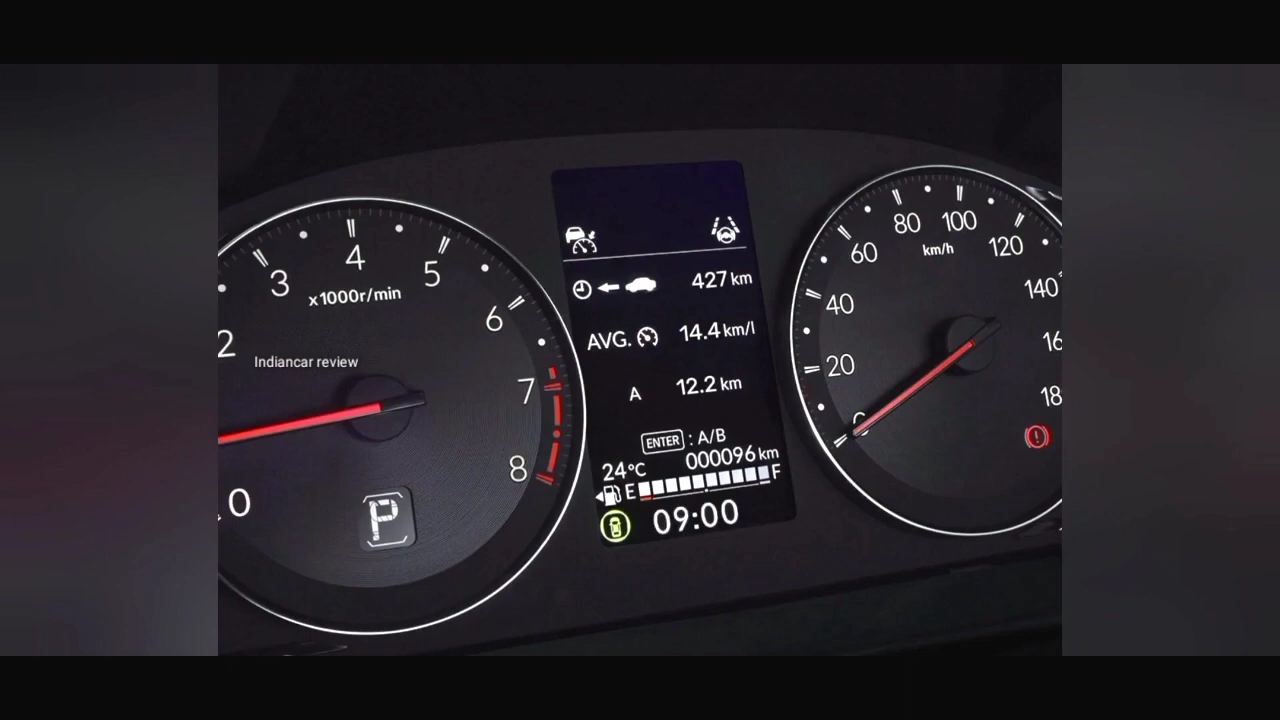 3
4
5
x1000r/min
6
2
Indiancar review
7
8
0
P
427 km
AVG. 14.4 km/l
A 12.2 km
ENTER : A/B
000096 km
24°C
E F
09:00
80
100
60
km/h
120
40
140
20
18